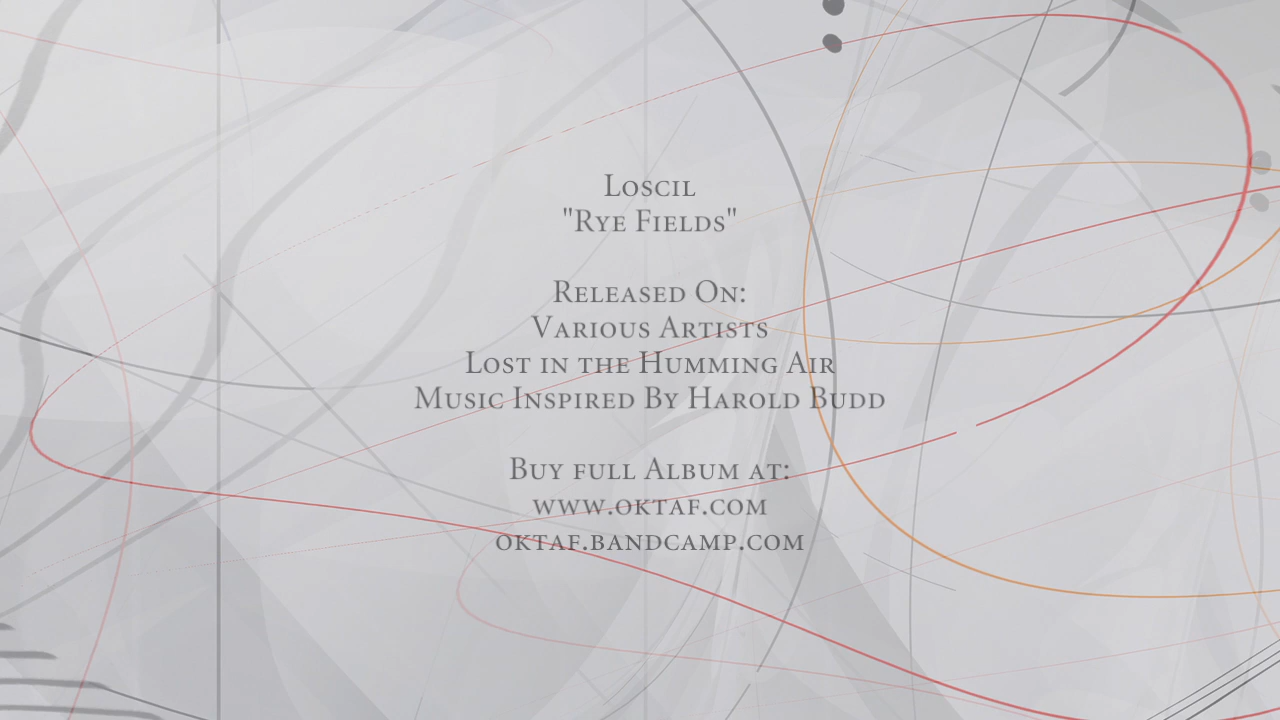 Loscil
"Rye Fields"
Released On:
Various Artists
Lost in the Humming Air
Music Inspired By Harold Budd
Buy full Album at:
www.oktaf.com
oktaf.bandcamp.com